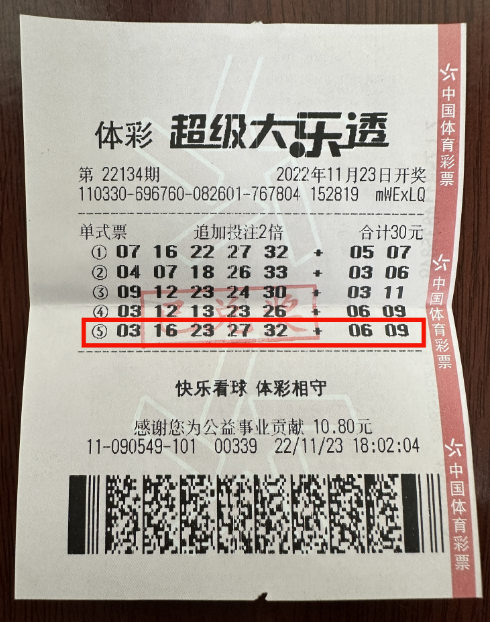 体彩 超级大乐透
第 22134期 2022年11月23日开奖
110330-696760-082601-767804 152819 mWExLQ
单式票 追加投注2倍 合计30元
① 07 16 22 27 32 + 05 07
② 04 07 18 26 33 + 03 06
③ 09 12 23 24 30 + 03 11
④ 03 12 13 23 26 + 06 09
⑤ 03 16 23 27 32 + 06 09
已兑奖
快乐看球 体彩相守
感谢您为公益事业贡献 10.80元
11-090549-101 00339 22/11/23 18:02:04
中国体育彩票
中国体育彩票
中国体育彩票